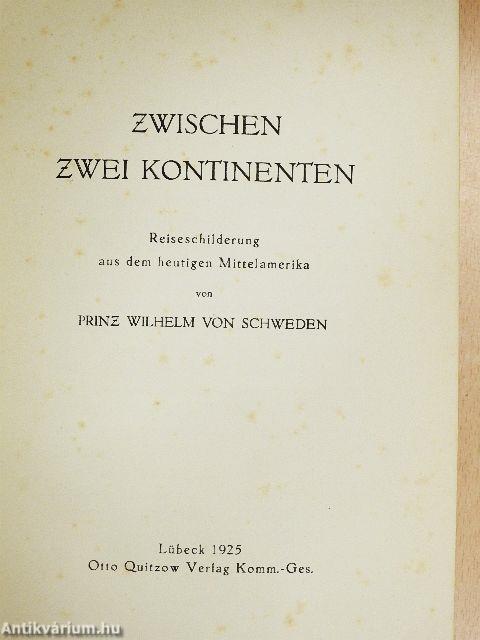 ZWISCHEN
ZWEI KONTINENTEN
Reiseschilderung
aus dem heutigen Mittelamerika
von
PRINZ WILHELM VON SCHWEDEN
Lübeck 1925
Otto Quitzow Verlag Komm.-Ges.
Antikvárium.hu